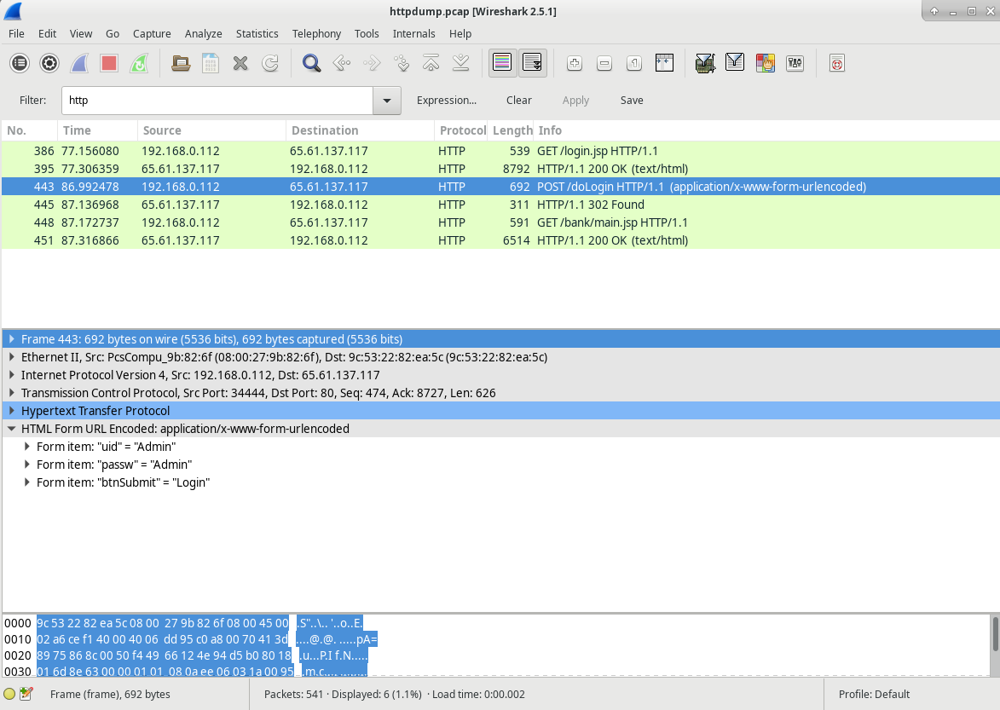 httpdump.pcap [Wireshark 2.5.1]
File Edit View Go Capture Analyze Statistics Telephony Tools Internals Help
Filter: http Expression... Clear Apply Save
No. Time Source Destination Protocol Length Info
386 77.156080 192.168.0.112 65.61.137.117 HTTP 539 GET /login.jsp HTTP/1.1
395 77.306359 65.61.137.117 192.168.0.112 HTTP 8792 HTTP/1.1 200 OK (text/html)
443 86.992478 192.168.0.112 65.61.137.117 HTTP 692 POST /doLogin HTTP/1.1 (application/x-www-form-urlencoded)
445 87.136968 65.61.137.117 192.168.0.112 HTTP 311 HTTP/1.1 302 Found
448 87.172737 192.168.0.112 65.61.137.117 HTTP 591 GET /bank/main.jsp HTTP/1.1
451 87.316866 65.61.137.117 192.168.0.112 HTTP 6514 HTTP/1.1 200 OK (text/html)
Frame 443: 692 bytes on wire (5536 bits), 692 bytes captured (5536 bits)
Ethernet II, Src: PcsCompu_9b:82:6f (08:00:27:9b:82:6f), Dst: 9c:53:22:82:ea:5c (9c:53:22:82:ea:5c)
Internet Protocol Version 4, Src: 192.168.0.112, Dst: 65.61.137.117
Transmission Control Protocol, Src Port: 34444, Dst Port: 80, Seq: 474, Ack: 8727, Len: 626
Hypertext Transfer Protocol
HTML Form URL Encoded: application/x-www-form-urlencoded
Form item: "uid" = "Admin"
Form item: "passw" = "Admin"
Form item: "btnSubmit" = "Login"
0000 9c 53 22 82 ea 5c 08 00 27 9b 82 6f 08 00 45 00 .S"..\.. '..o..E.
0010 02 a6 ce f1 40 00 40 06 dd 95 c0 a8 00 70 41 3d ....@.@. .....pA=
0020 89 75 86 8c 00 50 f4 49 66 12 4e 94 d5 b0 80 18 .u...P.I f.N.....
0030 01 6d 8e 63 00 00 01 01 08 0a ee 06 03 1a 00 95 .m.c.... ........
Frame (frame), 692 bytes Packets: 541 · Displayed: 6 (1.1%) · Load time: 0:00.002 Profile: Default